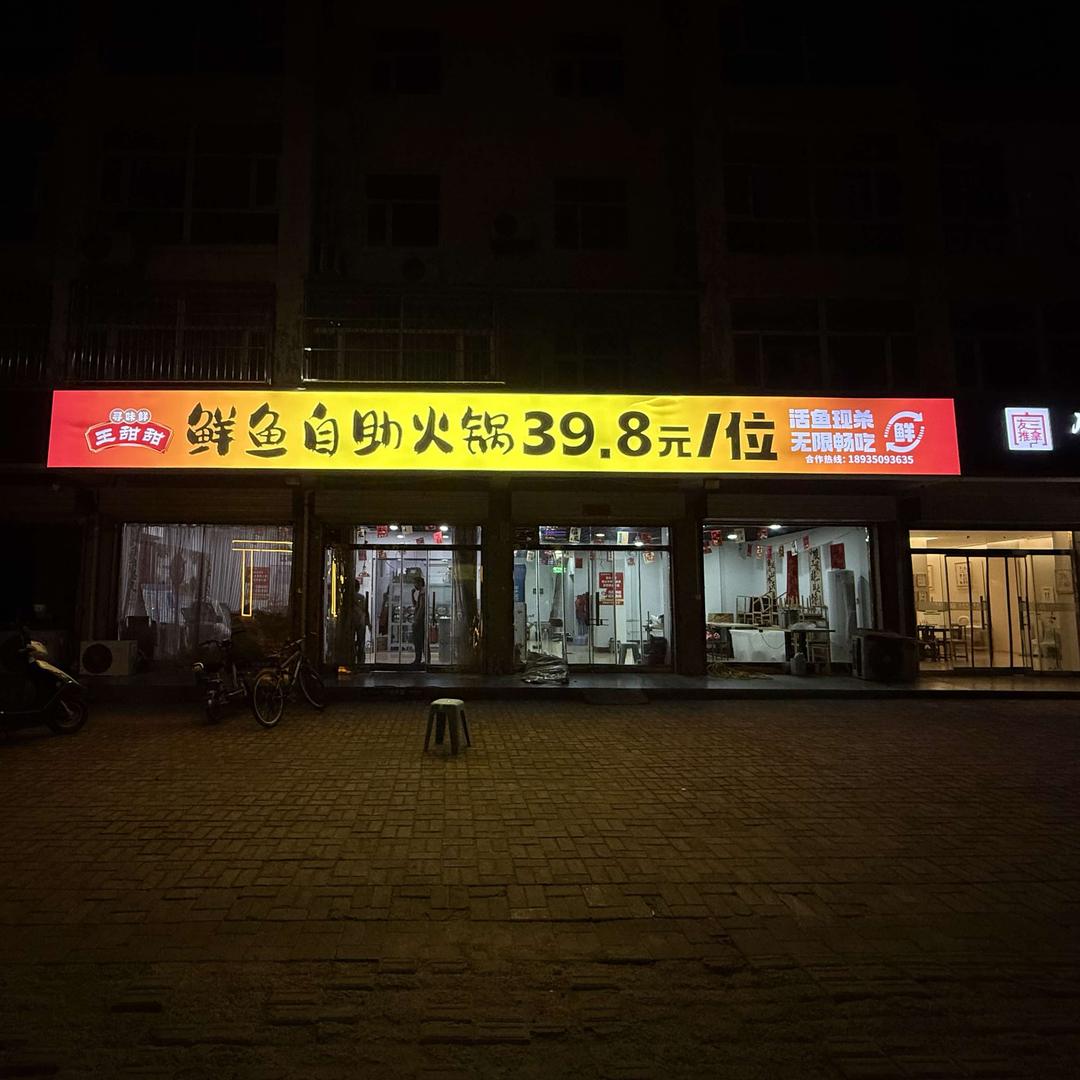 寻味鲜
王甜甜
鲜鱼自助火锅39.8元/位
活鱼现杀
无限畅吃
合作热线: 18935093635
鲜